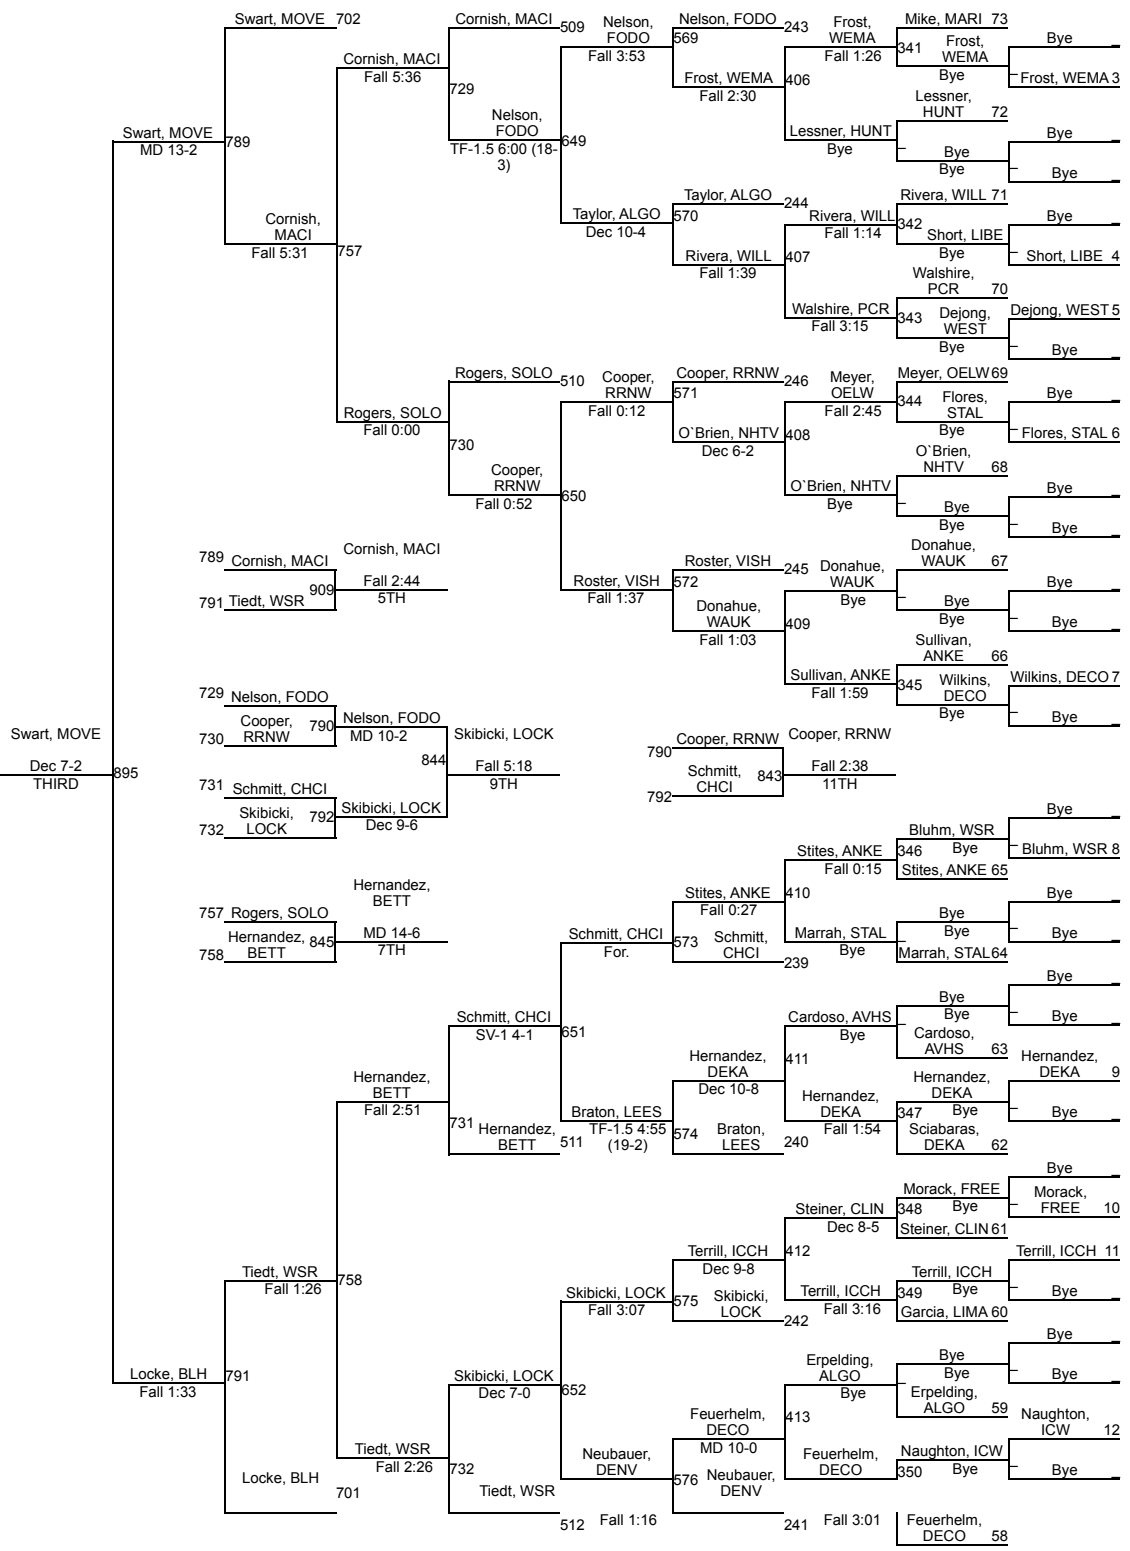 Swart, MOVE 702
Cornish, MACI 509
Nelson, FODO
Fall 3:53
Nelson, FODO 243
569
Frost, WEMA
Fall 1:26
Mike, MARI 73
341 Frost, WEMA
Bye
Bye _
_ Frost, WEMA 3
Cornish, MACI
Fall 5:36
729
Frost, WEMA
Fall 2:30
406
Lessner, HUNT 72
Lessner, HUNT
Bye
_ Bye
Bye
Bye _
_ Bye _
Swart, MOVE
MD 13-2
789
Nelson, FODO
TF-1.5 6:00 (18-3)
649
Taylor, ALGO
Dec 10-4
Taylor, ALGO 244
570
Rivera, WILL
Fall 1:14
Rivera, WILL 71
342 Short, LIBE
Bye
Bye _
_ Short, LIBE 4
Cornish, MACI
Fall 5:31
757
Rivera, WILL
Fall 1:39
407
Walshire, PCR
Fall 3:15
Walshire, PCR 70
343 Dejong, WEST
Bye
Dejong, WEST 5
_ Bye _
Rogers, SOLO
Fall 0:00
Rogers, SOLO 510
730
Cooper, RRNW
Fall 0:12
Cooper, RRNW 246
571
Meyer, OELW
Fall 2:45
Meyer, OELW 69
344 Flores, STAL
Bye
Bye _
_ Flores, STAL 6
O`Brien, NHTV
Dec 6-2
408
O`Brien, NHTV
Bye
O`Brien, NHTV 68
_ Bye
Bye
Bye _
_ Bye _
Cooper, RRNW
Fall 0:52
650
Roster, VISH
Fall 1:37
Roster, VISH 245
572
Donahue, WAUK
Bye
Donahue, WAUK 67
_ Bye
Bye
Bye _
_ Bye _
Donahue, WAUK
Fall 1:03
409
Sullivan, ANKE
Fall 1:59
Sullivan, ANKE 66
345 Wilkins, DECO
Bye
Wilkins, DECO 7
_ Bye _
789 Cornish, MACI
791 Tiedt, WSR
909
Cornish, MACI
Fall 2:44
5TH
729 Nelson, FODO
730 Cooper, RRNW
790 Nelson, FODO
MD 10-2
844
Skibicki, LOCK
Fall 5:18
9TH
731 Schmitt, CHCI
732 Skibicki, LOCK
792 Skibicki, LOCK
Dec 9-6
790 Cooper, RRNW
792 Schmitt, CHCI
843
Cooper, RRNW
Fall 2:38
11TH
Swart, MOVE
Dec 7-2
THIRD
895
757 Rogers, SOLO
758 Hernandez, BETT
845
Hernandez, BETT
MD 14-6
7TH
Schmitt, CHCI
For.
Stites, ANKE
Fall 0:27
573 Schmitt, CHCI
239
Stites, ANKE
Fall 0:15
410
Bluhm, WSR
346 Bye
Stites, ANKE 65
Bye _
_ Bluhm, WSR 8
Marrah, STAL
Bye
Bye
_ Bye
Marrah, STAL 64
Bye _
_ Bye _
Schmitt, CHCI
SV-1 4-1
651
Hernandez, DEKA
Dec 10-8
Cardoso, AVHS
Bye
411
Bye
_ Bye
Cardoso, AVHS 63
Bye _
_ Bye _
Hernandez, BETT
Fall 2:51
731 Hernandez, BETT
511
Braton, LEES
TF-1.5 4:55 (19-2)
574 Braton, LEES
240
Hernandez, DEKA
Fall 1:54
Hernandez, DEKA
347 Bye
Sciabaras, DEKA 62
Hernandez, DEKA 9
_ Bye _
Tiedt, WSR
Fall 1:26
758
Skibicki, LOCK
Fall 3:07
Terrill, ICCH
Dec 9-8
575 Skibicki, LOCK
242
Steiner, CLIN
Dec 8-5
412
Morack, FREE
348 Bye
Steiner, CLIN 61
Bye _
_ Morack, FREE 10
Terrill, ICCH
Fall 3:16
Terrill, ICCH
349 Bye
Garcia, LIMA 60
Terrill, ICCH 11
_ Bye _
Locke, BLH
Fall 1:33
791
Skibicki, LOCK
Dec 7-0
652
Feuerhelm, DECO
MD 10-0
Erpelding, ALGO
Bye
413
Bye
_ Bye
Erpelding, ALGO 59
Bye _
_ Bye _
Tiedt, WSR
Fall 2:26
732
Tiedt, WSR
512
Neubauer, DENV
Fall 1:16
576 Neubauer, DENV
241
Feuerhelm, DECO
Fall 3:01
Naughton, ICW
350 Bye
Feuerhelm, DECO 58
Naughton, ICW 12
_ Bye _
Locke, BLH
701